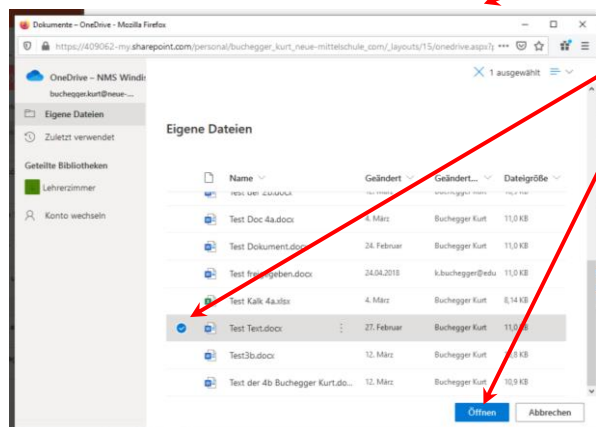 Dokumente – OneDrive - Mozilla Firefox
https://409062-my.sharepoint.com/personal/buchegger_kurt_neue-mittelschule_com/_layouts/15/onedrive.aspx?
OneDrive – NMS Windis
buchegger.kurt@neue-...
1 ausgewählt
Eigene Dateien
Zuletzt verwendet
Geteilte Bibliotheken
Lehrerzimmer
Konto wechseln
Eigene Dateien
Name Geändert Geändert... Dateigröße
Test Doc 4a.docx 4. März Buchegger Kurt 11,0 KB
Test Dokument.docx 24. Februar Buchegger Kurt 11,0 KB
Test freigegeben.docx 24.04.2018 k.buchegger@edu 11,0 KB
Test Kalk 4a.xlsx 4. März Buchegger Kurt 8,14 KB
Test Text.docx 27. Februar Buchegger Kurt 11,0 KB
Test3b.docx 12. März Buchegger Kurt KB
Text der 4b Buchegger Kurt.do... 12. März Buchegger Kurt 10,9 KB
Öffnen Abbrechen